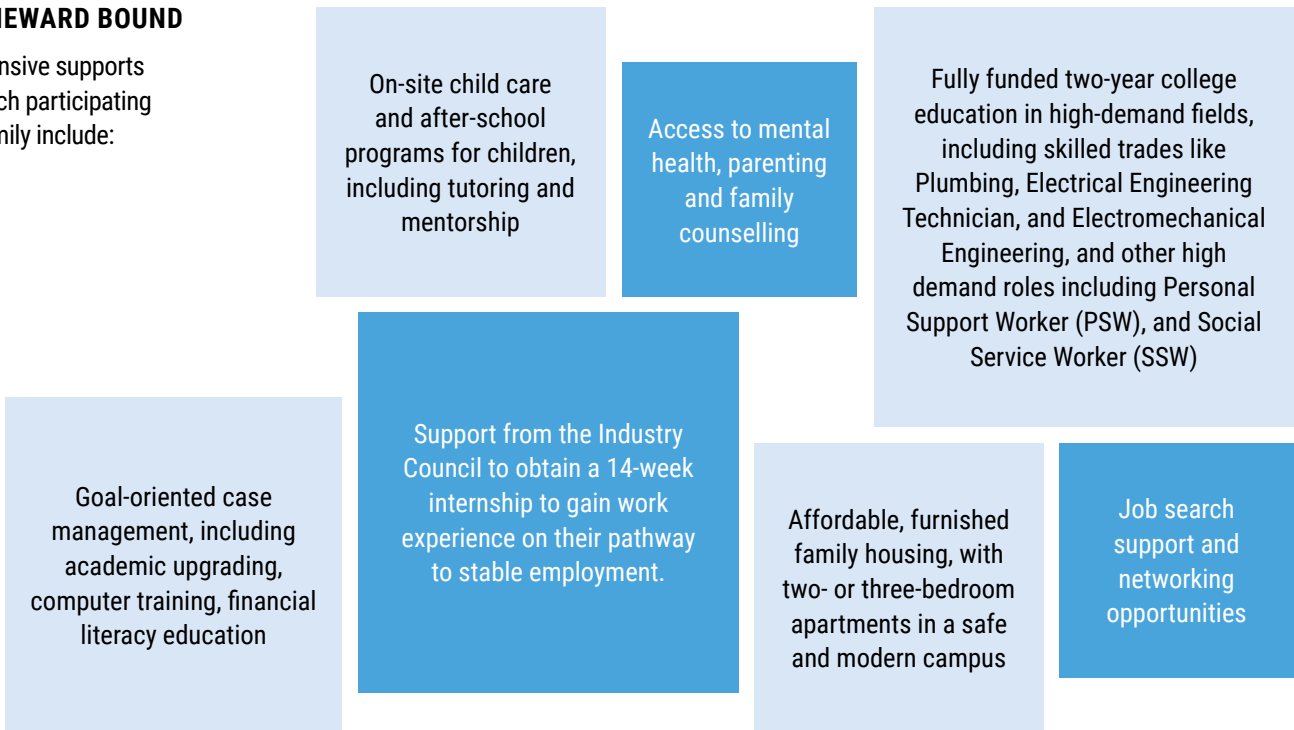 BOUND
supports
participating
include:
On-site child care
and after-school
programs for children,
including tutoring and
mentorship
Access to mental
health, parenting
and family
counselling
Fully funded two-year college
education in high-demand fields,
including skilled trades like
Plumbing, Electrical Engineering
Technician, and Electromechanical
Engineering, and other high
demand roles including Personal
Support Worker (PSW), and Social
Service Worker (SSW)
Goal-oriented case
management, including
academic upgrading,
computer training, financial
literacy education
Support from the Industry
Council to obtain a 14-week
internship to gain work
experience on their pathway
to stable employment.
Affordable, furnished
family housing, with
two- or three-bedroom
apartments in a safe
and modern campus
Job search
support and
networking
opportunities